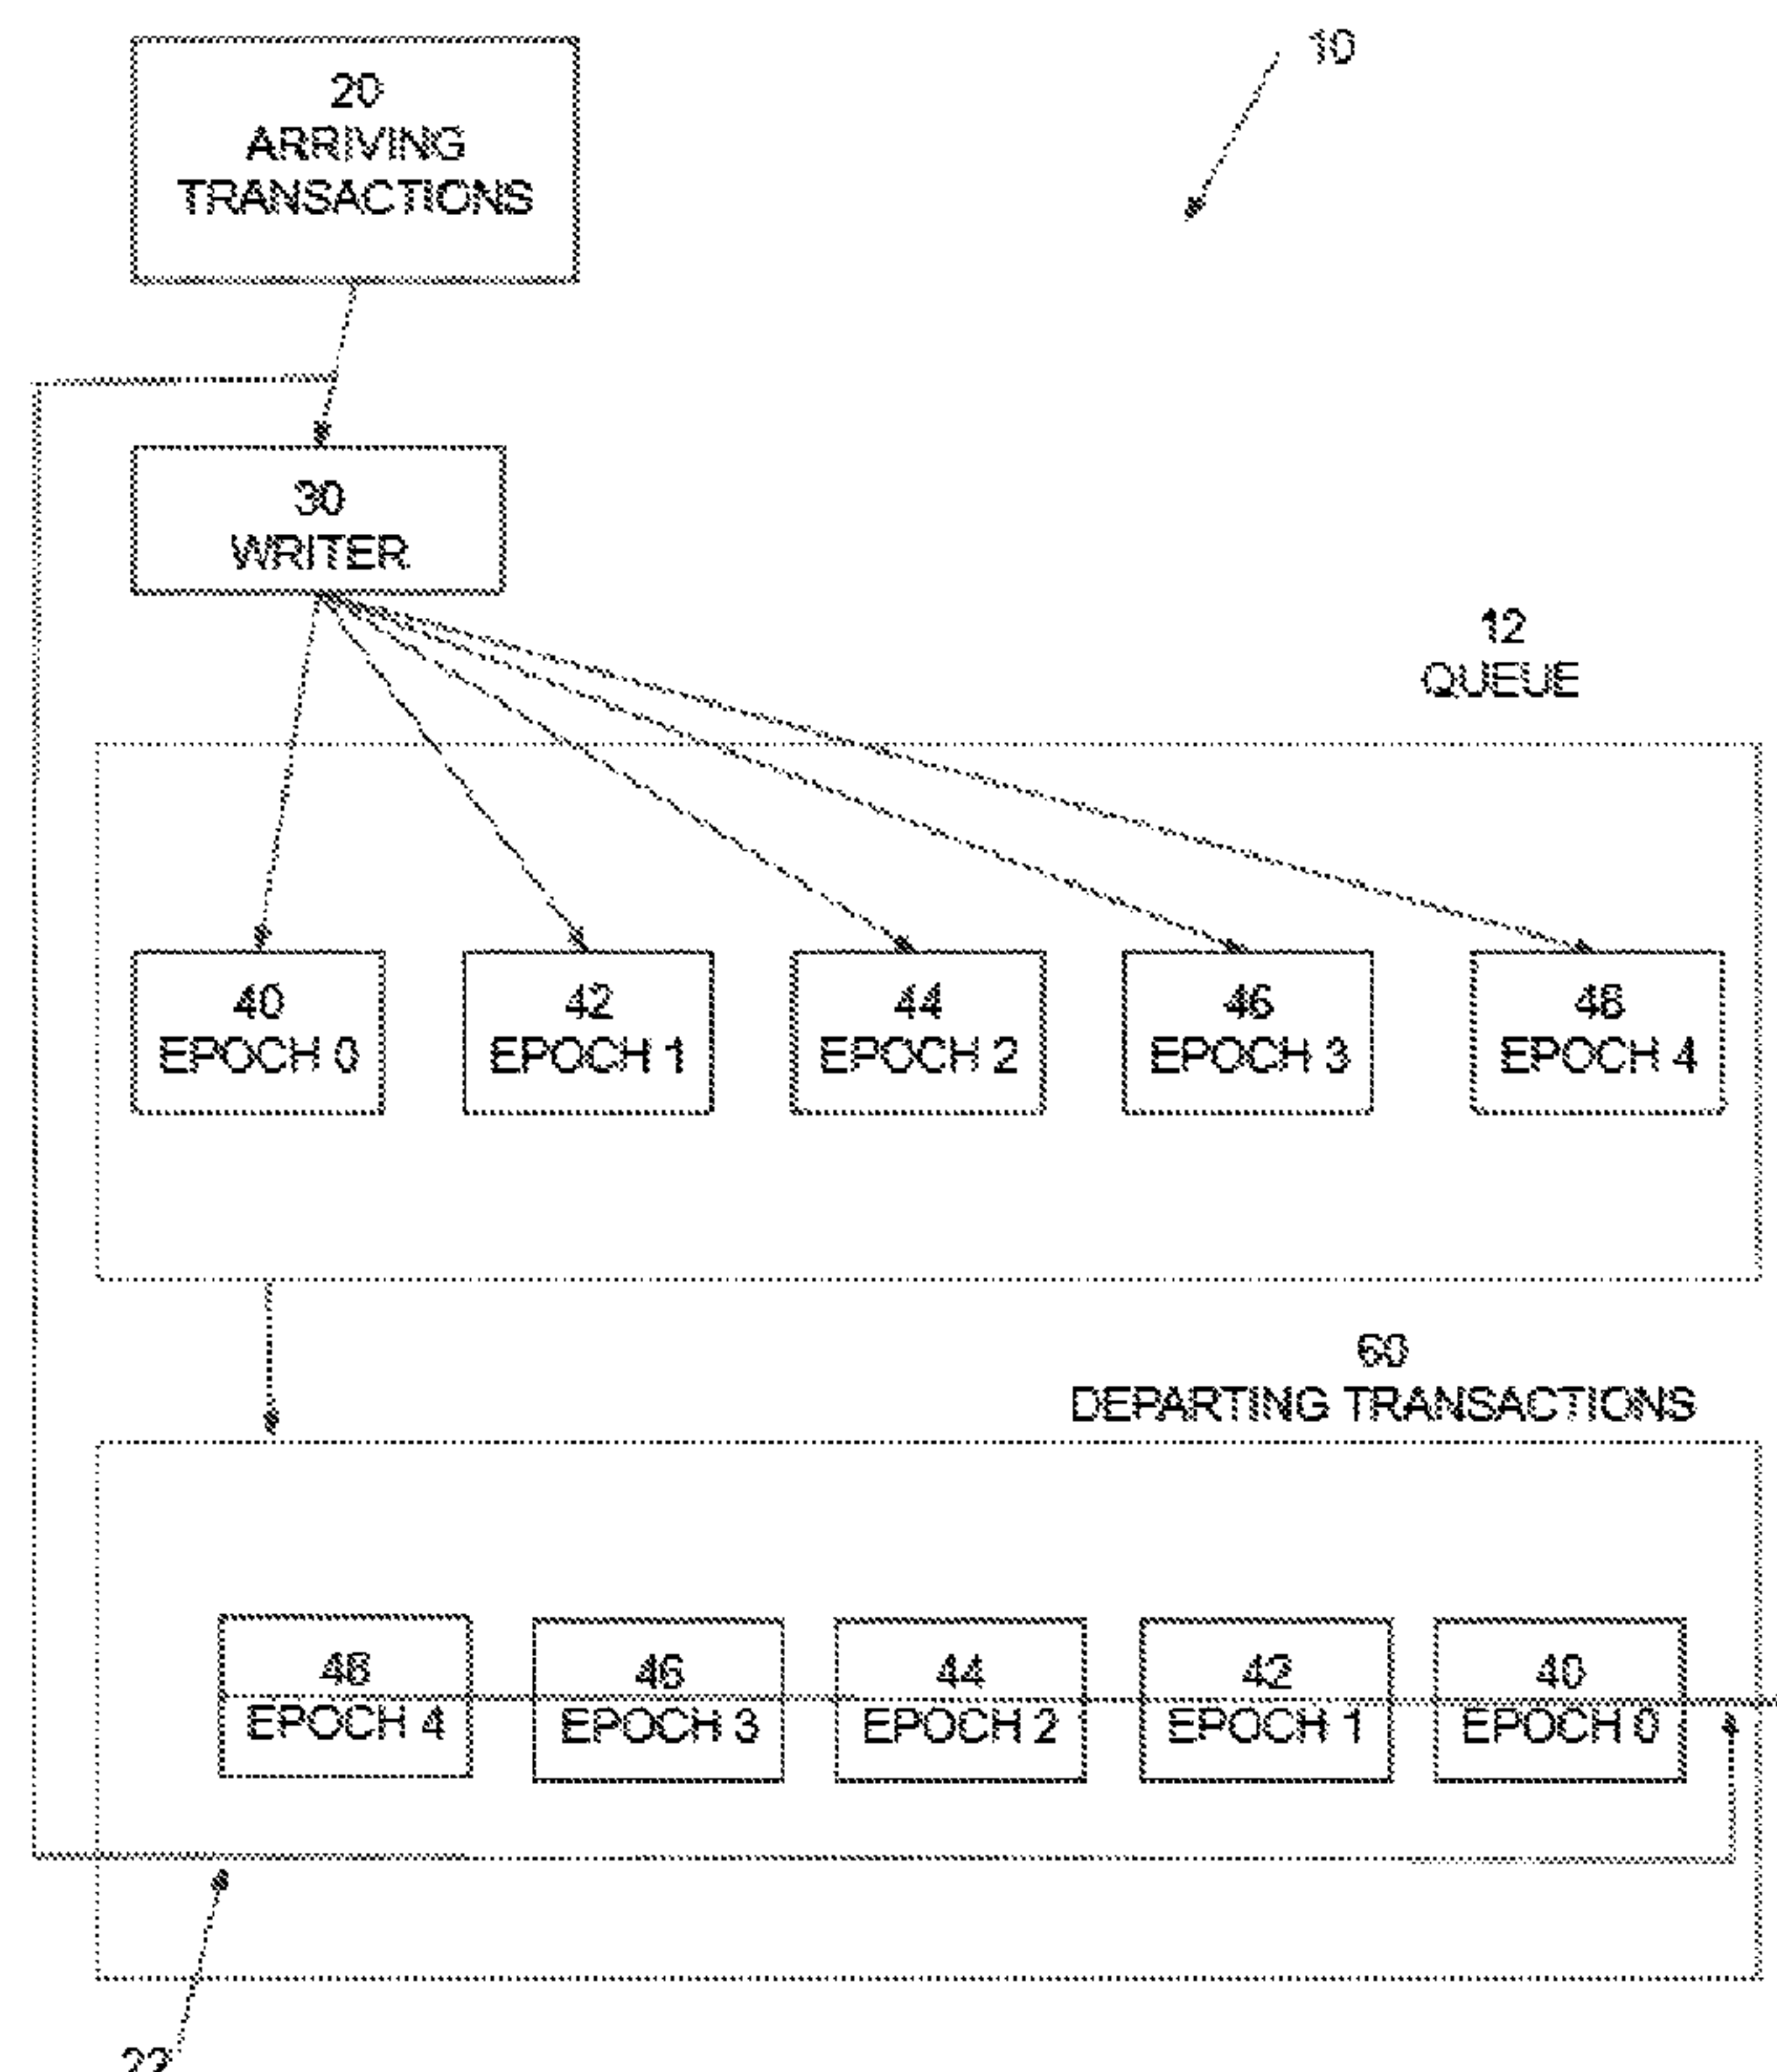 10
20
ARRIVING
TRANSACTIONS
30
WRITER
12
QUEUE
40
EPOCH 0
42
EPOCH 1
44
EPOCH 2
46
EPOCH 3
48
EPOCH 4
60
DEPARTING TRANSACTIONS
48
EPOCH 4
46
EPOCH 3
44
EPOCH 2
42
EPOCH 1
40
EPOCH 0
22